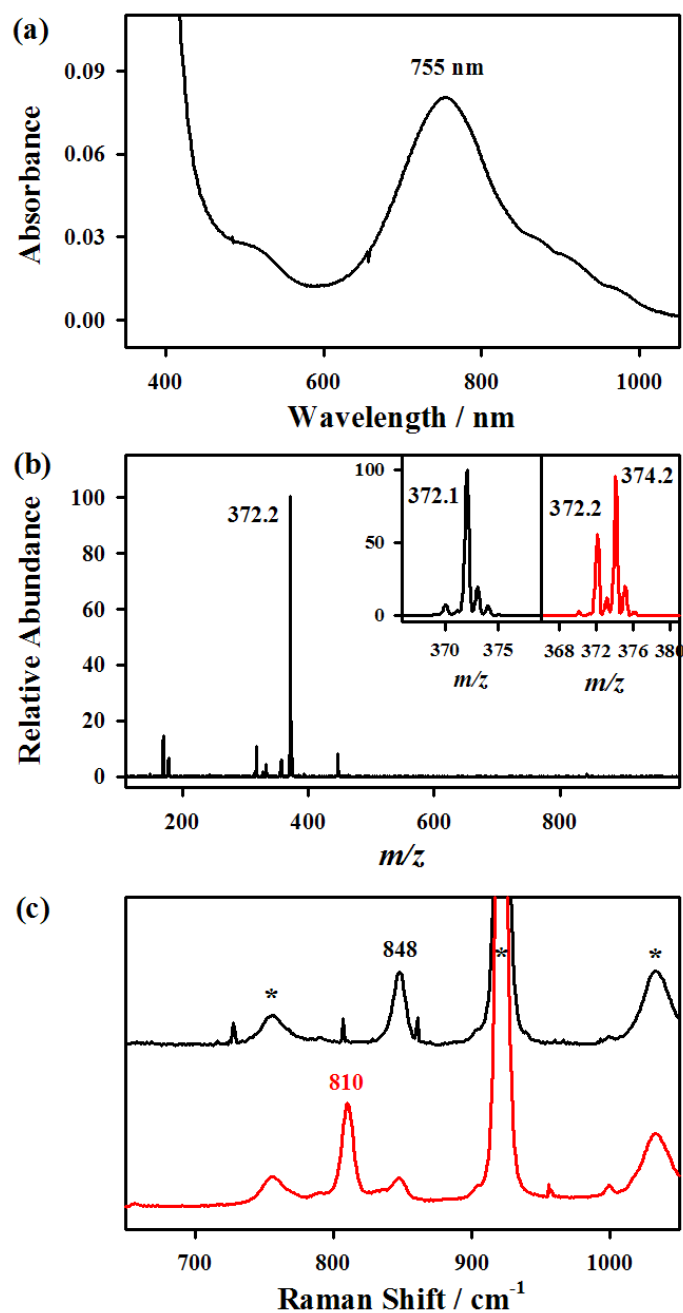 (a)
755 nm
0.09
0.06
0.03
0.00
Absorbance
400 600 800 1000
Wavelength / nm
(b)
100
80
60
40
20
0
Relative Abundance
372.2
100
50
0
372.1
370 375
m/z
374.2
372.2
368 372 376 380
m/z
200 400 600 800
m/z
(c)
*
848
*
*
810
700 800 900 1000
Raman Shift / cm-1